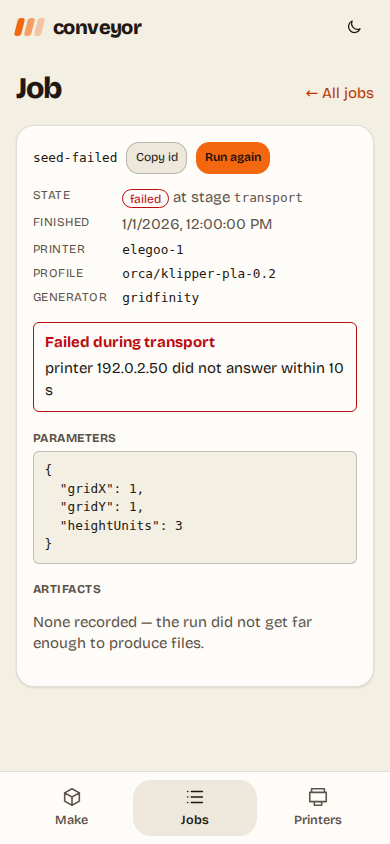 conveyor
Job
← All jobs
seed-failed Copy id Run again
STATE failed at stage transport
FINISHED 1/1/2026, 12:00:00 PM
PRINTER elegoo-1
PROFILE orca/klipper-pla-0.2
GENERATOR gridfinity
Failed during transport
printer 192.0.2.50 did not answer within 10
s
PARAMETERS
{
  "gridX": 1,
  "gridY": 1,
  "heightUnits": 3
}
ARTIFACTS
None recorded — the run did not get far
enough to produce files.
Make Jobs Printers